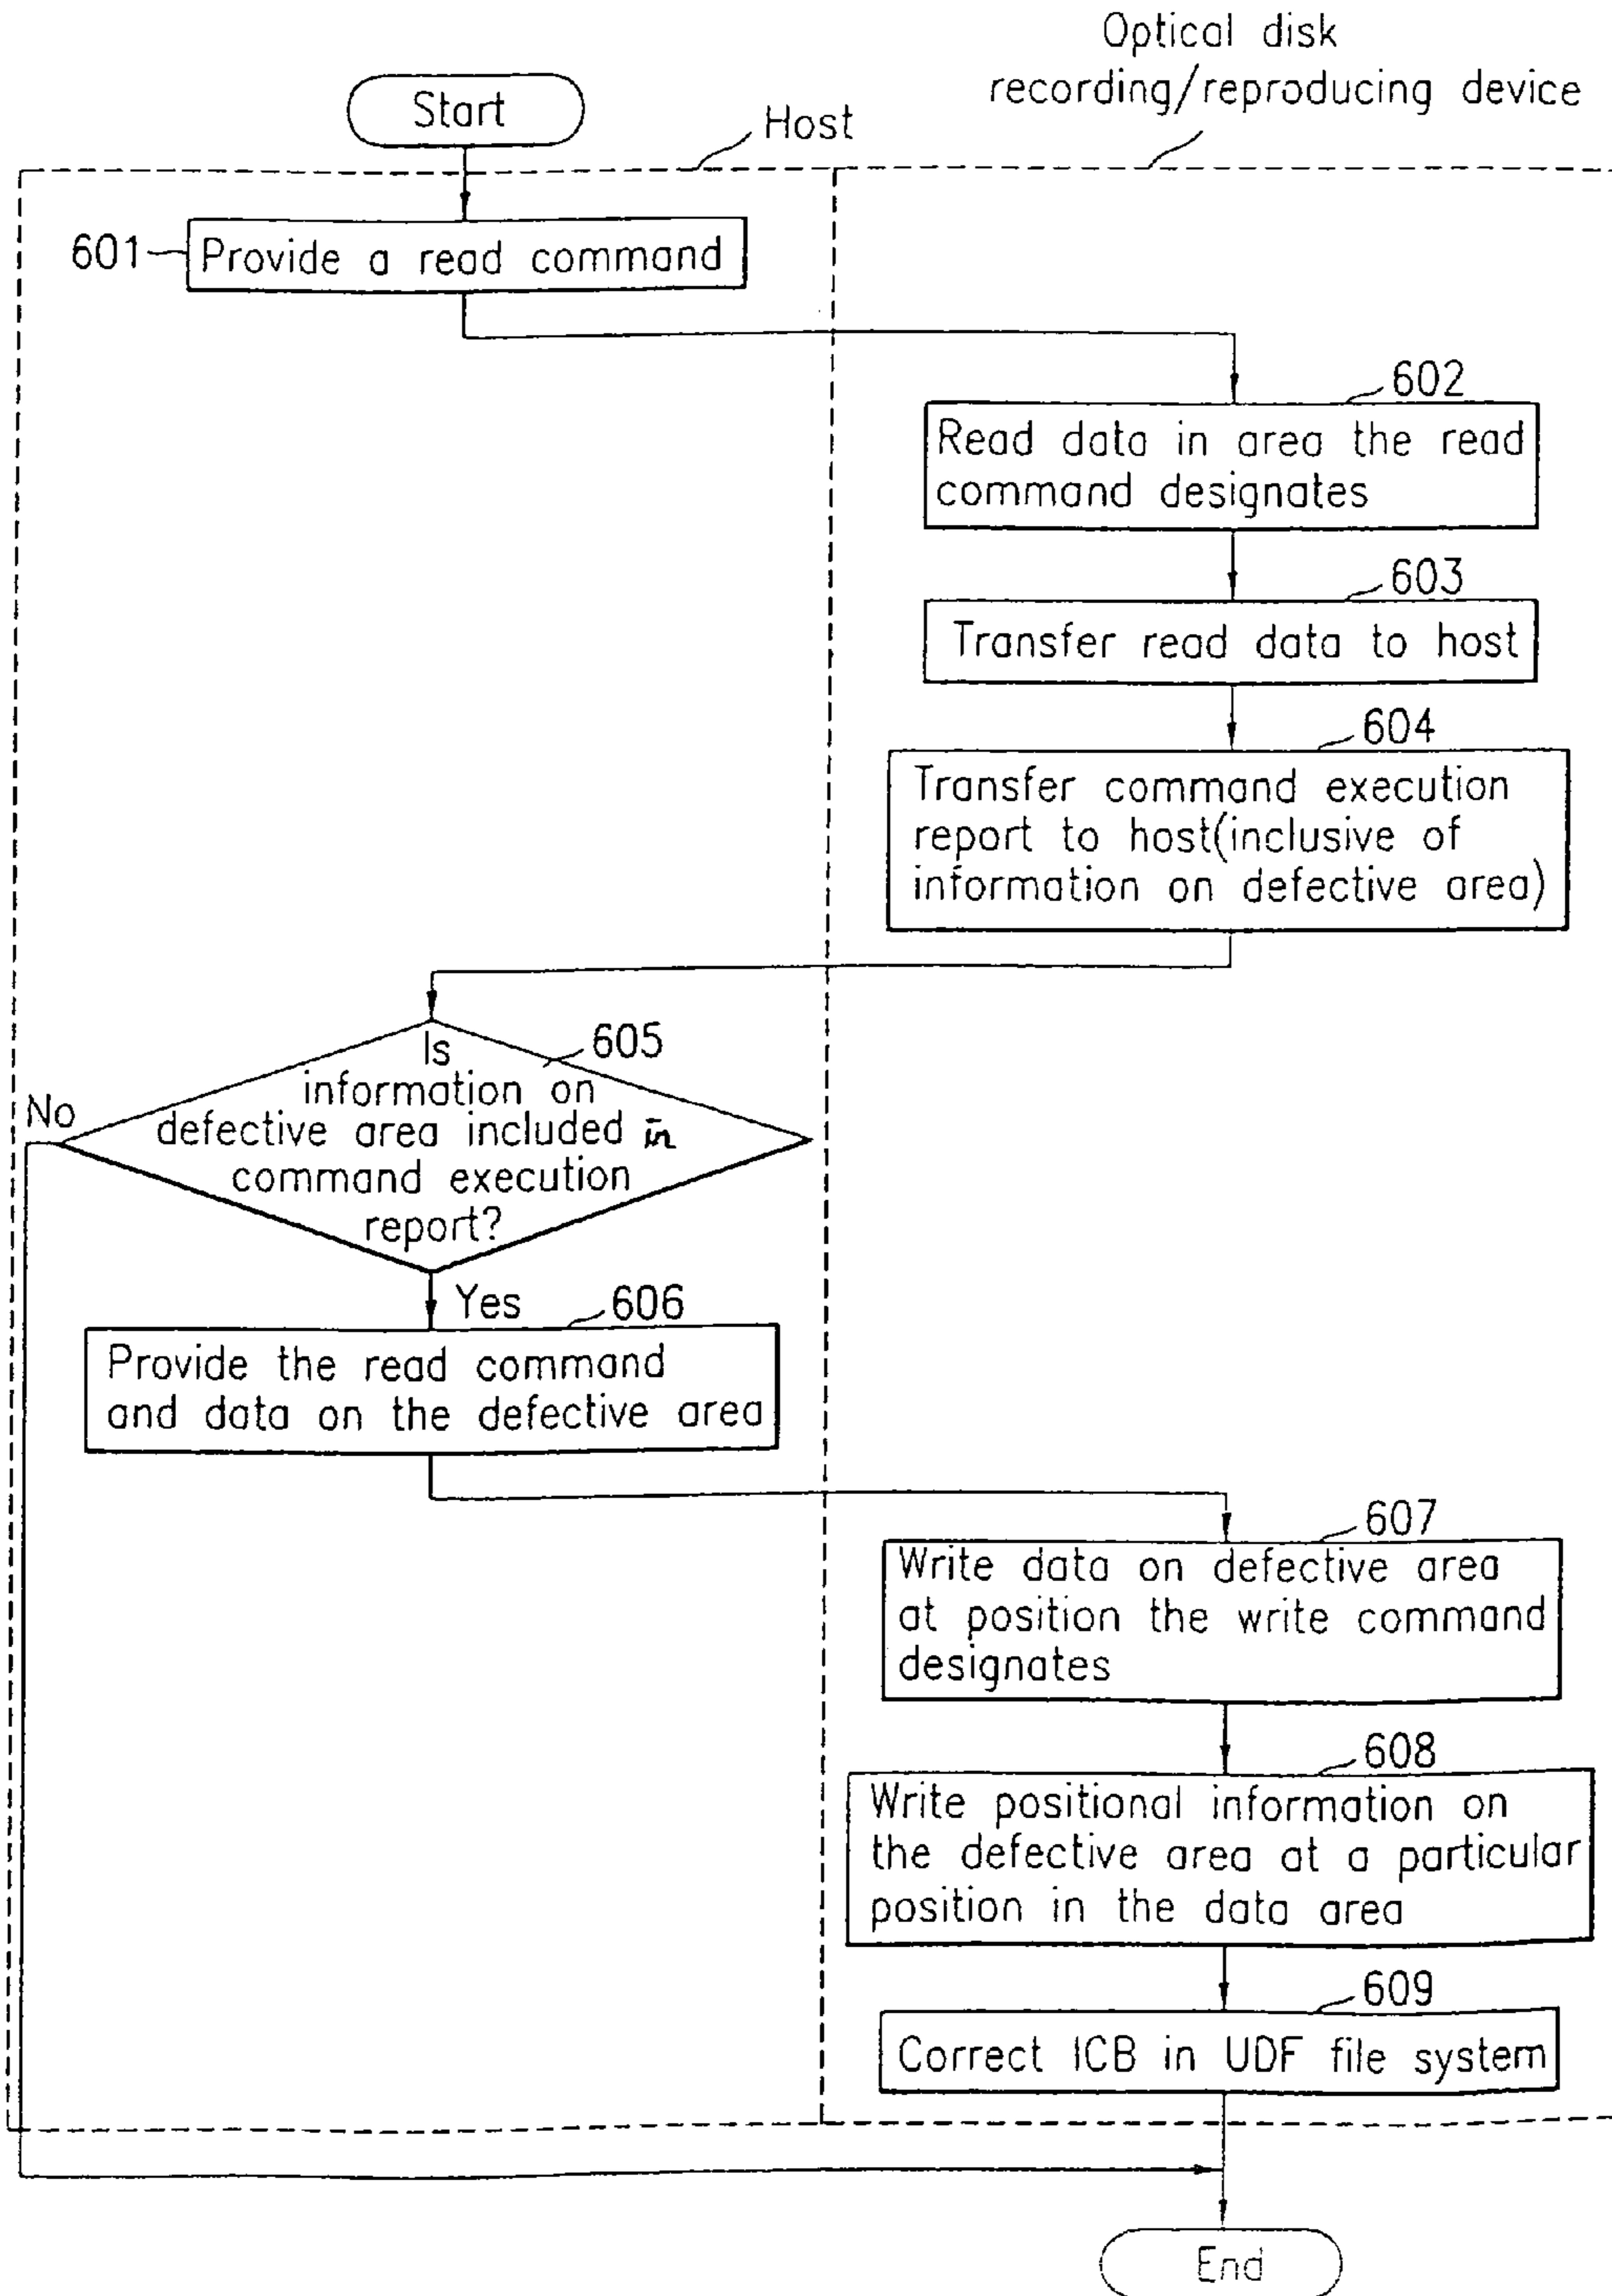 Optical disk
recording/reproducing device
Start
Host
601
Provide a read command
602
Read data in area the read
command designates
603
Transfer read data to host
604
Transfer command execution
report to host(inclusive of
information on defective area)
605
Is
information on
defective area included in
command execution
report?
No
Yes
606
Provide the read command
and data on the defective area
607
Write data on defective area
at position the write command
designates
608
Write positional information on
the defective area at a particular
position in the data area
609
Correct ICB in UDF file system
End